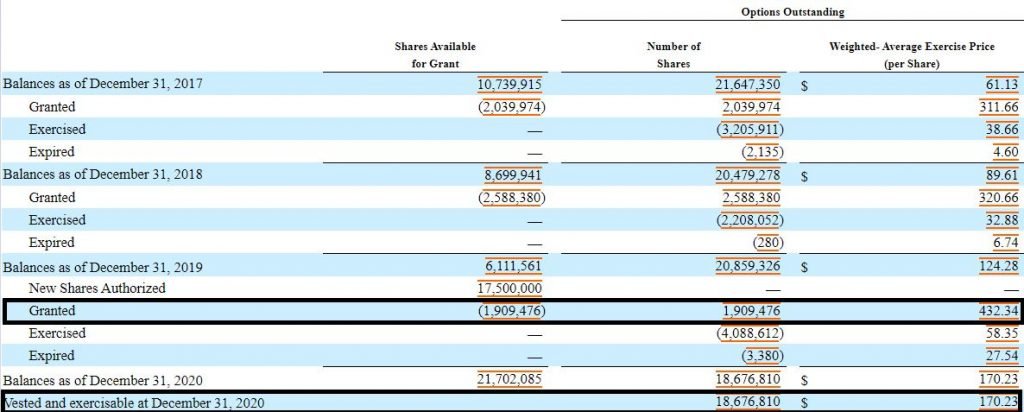 Options Outstanding
Shares Available Number of Weighted- Average Exercise Price
for Grant Shares (per Share)
Balances as of December 31, 2017 10,739,915 21,647,350 $ 61.13
Granted (2,039,974) 2,039,974 311.66
Exercised — (3,205,911) 38.66
Expired — (2,135) 4.60
Balances as of December 31, 2018 8,699,941 20,479,278 $ 89.61
Granted (2,588,380) 2,588,380 320.66
Exercised — (2,208,052) 32.88
Expired — (280) 6.74
Balances as of December 31, 2019 6,111,561 20,859,326 $ 124.28
New Shares Authorized 17,500,000 — —
Granted (1,909,476) 1,909,476 432.34
Exercised — (4,088,612) 58.35
Expired — (3,380) 27.54
Balances as of December 31, 2020 21,702,085 18,676,810 $ 170.23
Vested and exercisable at December 31, 2020 18,676,810 $ 170.23